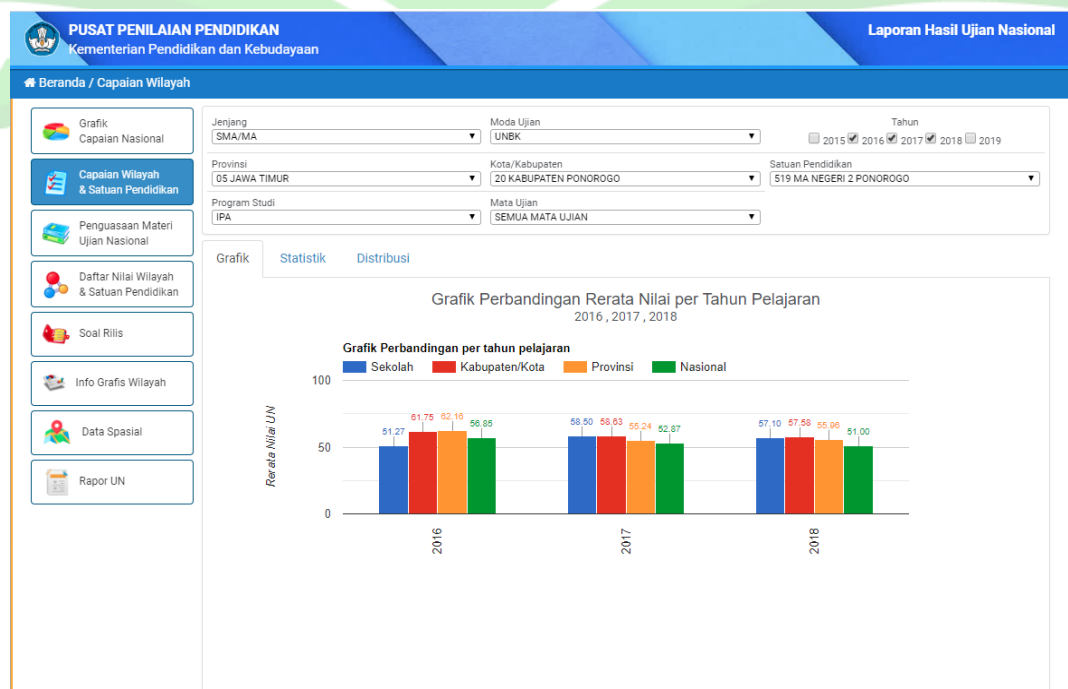 PUSAT PENILAIAN PENDIDIKAN
Kementerian Pendidikan dan Kebudayaan
Laporan Hasil Ujian Nasional
Beranda / Capaian Wilayah
Grafik
Capaian Nasional
Capaian Wilayah
& Satuan Pendidikan
Penguasaan Materi
Ujian Nasional
Daftar Nilai Wilayah
& Satuan Pendidikan
Soal Rilis
Info Grafis Wilayah
Data Spasial
Rapor UN
Jenjang
SMA/MA
Moda Ujian
UNBK
Tahun
2015 2016 2017 2018 2019
Provinsi
05 JAWA TIMUR
Kota/Kabupaten
20 KABUPATEN PONOROGO
Satuan Pendidikan
519 MA NEGERI 2 PONOROGO
Program Studi
IPA
Mata Ujian
SEMUA MATA UJIAN
Grafik Statistik Distribusi
Grafik Perbandingan Rerata Nilai per Tahun Pelajaran
2016 , 2017 , 2018
Grafik Perbandingan per tahun pelajaran
Sekolah Kabupaten/Kota Provinsi Nasional
Rerata Nilai UN
100
50
0
51.27 61.75 62.16 56.85
58.50 58.63 55.24 52.87
57.10 57.58 55.96 51.00
2016 2017 2018